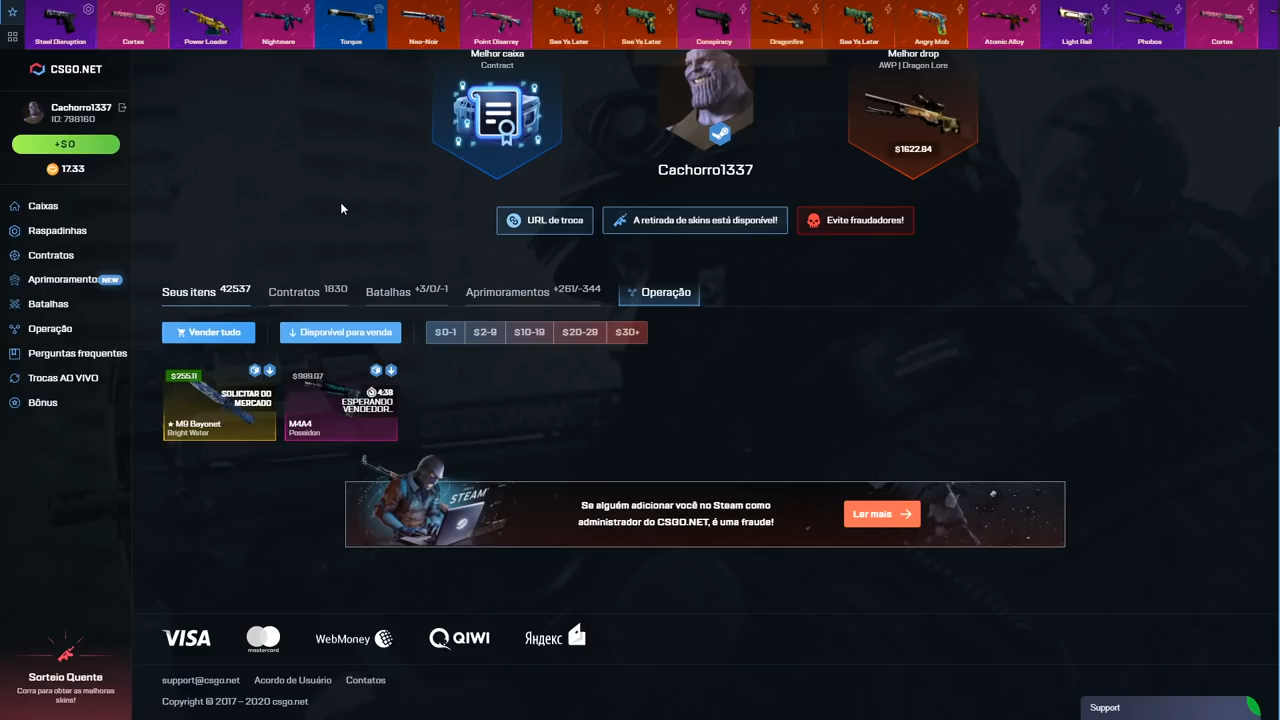 Steel Disruption
Cortex
Power Loader
Nightmare
Torque
Neo-Noir
Point Disarray
See Ya Later
See Ya Later
Conspiracy
Dragonfire
See Ya Later
Angry Mob
Atomic Alloy
Light Rail
Phobos
Cortex
CSGO.NET
Cachorro1337
ID: 798160
+$0
17.33
Caixas
Raspadinhas
Contratos
Aprimoramento NEW
Batalhas
Operação
Perguntas frequentes
Trocas AO VIVO
Bônus
Sorteio Quente
Corra para obter as melhores
skins!
Melhor caixa
Contract
Melhor drop
AWP | Dragon Lore
$1622.84
Cachorro1337
URL de troca
A retirada de skins está disponível!
Evite fraudadores!
Seus itens 42537
Contratos 1830
Batalhas +3/0/-1
Aprimoramentos +261/-344
Operação
Vender tudo
Disponível para venda
$0-1
$2-9
$10-19
$20-29
$30+
$255.11
SOLICITAR DO
MERCADO
★ M9 Bayonet
Bright Water
$989.07
4:38
ESPERANDO
VENDEDOR...
M4A4
Poseidon
STEAM
Se alguém adicionar você no Steam como
administrador do CSGO.NET, é uma fraude!
Ler mais
VISA
mastercard
WebMoney
QIWI
Яндекс
support@csgo.net
Acordo de Usuário
Contatos
Copyright © 2017 – 2020 csgo.net
Support